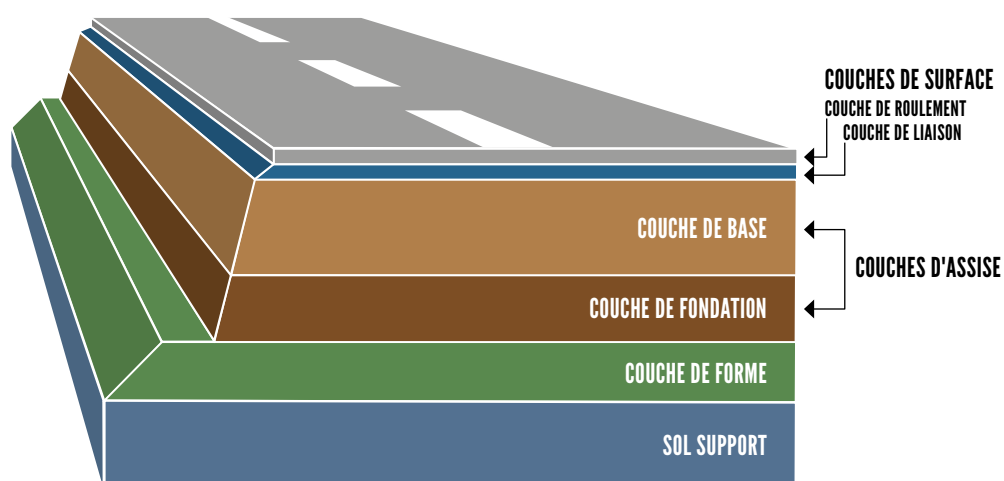 COUCHES DE SURFACE
COUCHE DE ROULEMENT
COUCHE DE LIAISON
COUCHE DE BASE
COUCHES D'ASSISE
COUCHE DE FONDATION
COUCHE DE FORME
SOL SUPPORT